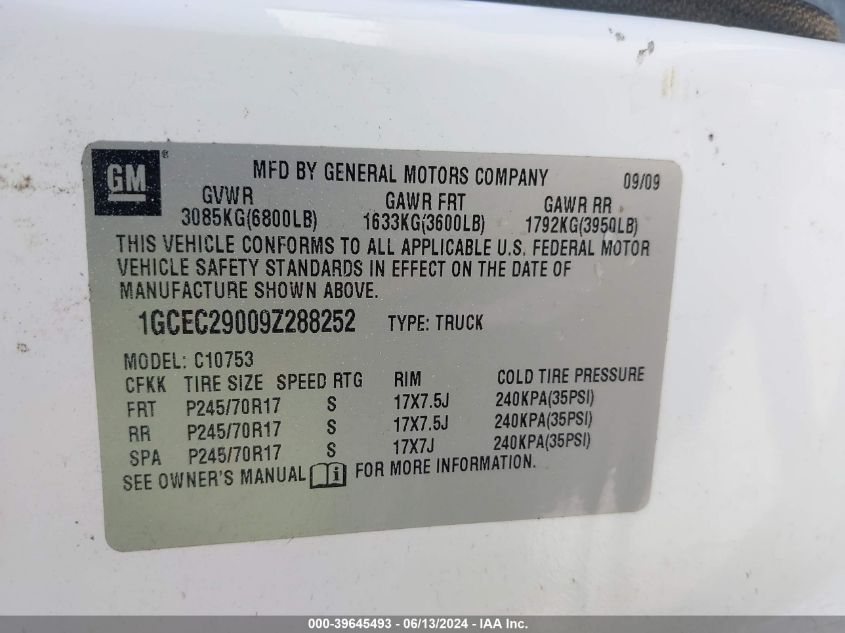 GM®
MFD BY GENERAL MOTORS COMPANY 09/09
GVWR GAWR FRT GAWR RR
3085KG(6800LB) 1633KG(3600LB) 1792KG(3950LB)
THIS VEHICLE CONFORMS TO ALL APPLICABLE U.S. FEDERAL MOTOR
VEHICLE SAFETY STANDARDS IN EFFECT ON THE DATE OF
MANUFACTURE SHOWN ABOVE.
1GCEC29009Z288252 TYPE: TRUCK
MODEL: C10753
CFKK TIRE SIZE SPEED RTG RIM COLD TIRE PRESSURE
FRT P245/70R17 S 17X7.5J 240KPA(35PSI)
RR P245/70R17 S 17X7.5J 240KPA(35PSI)
SPA P245/70R17 S 17X7J 240KPA(35PSI)
SEE OWNER'S MANUAL i FOR MORE INFORMATION.
000-39645493 - 06/13/2024 - IAA Inc.